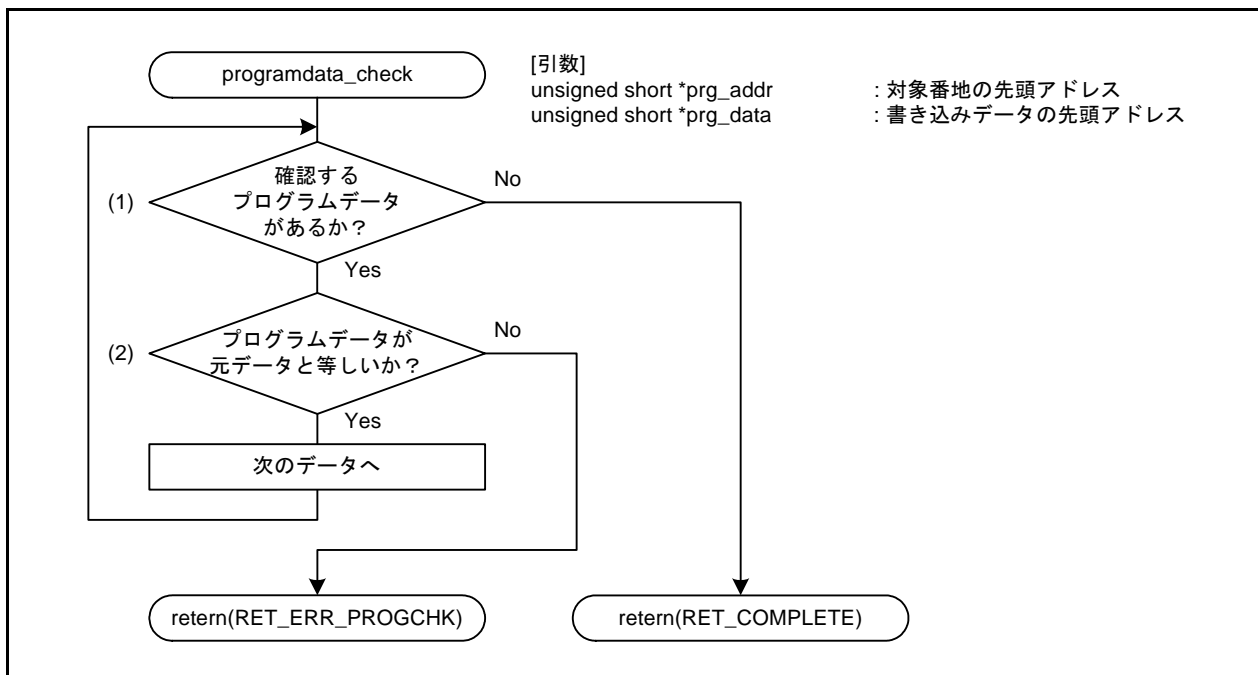 programdata_check
[引数]
unsigned short *prg_addr : 対象番地の先頭アドレス
unsigned short *prg_data : 書き込みデータの先頭アドレス
(1)
確認する
プログラムデータ
があるか？
No
Yes
(2)
プログラムデータが
元データと等しいか？
No
Yes
次のデータへ
retern(RET_ERR_PROGCHK)
retern(RET_COMPLETE)